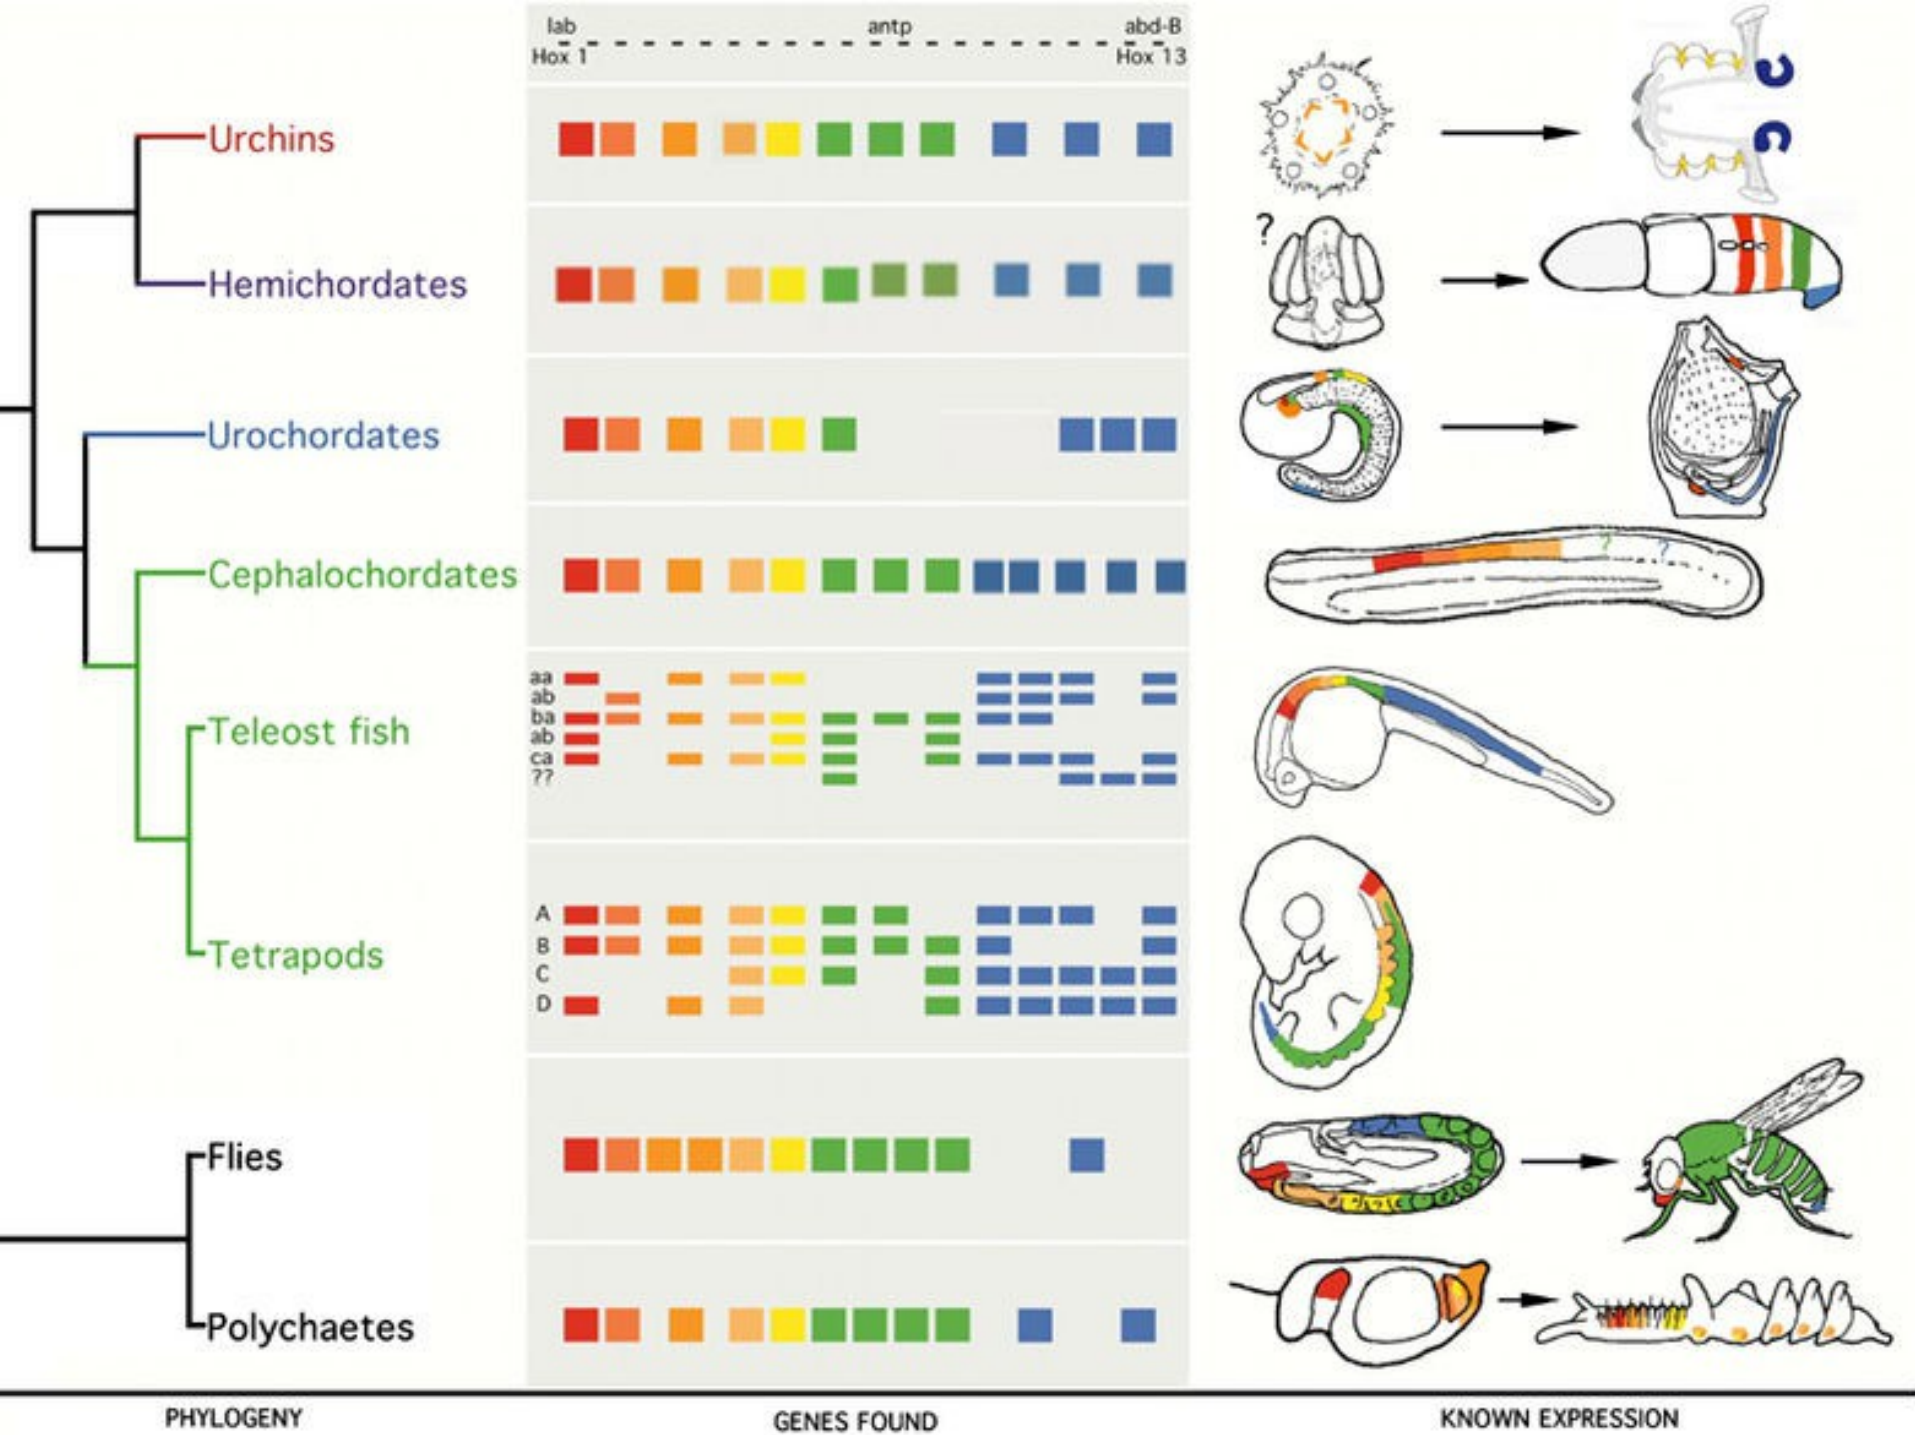 lab antp abd-B
Hox 1 Hox 13
Urchins
Hemichordates
?
Urochordates
Cephalochordates
? ?
aa
ab
ba
Teleost fish
ab
ca
??
A
B
Tetrapods
C
D
Flies
Polychaetes
PHYLOGENY GENES FOUND KNOWN EXPRESSION